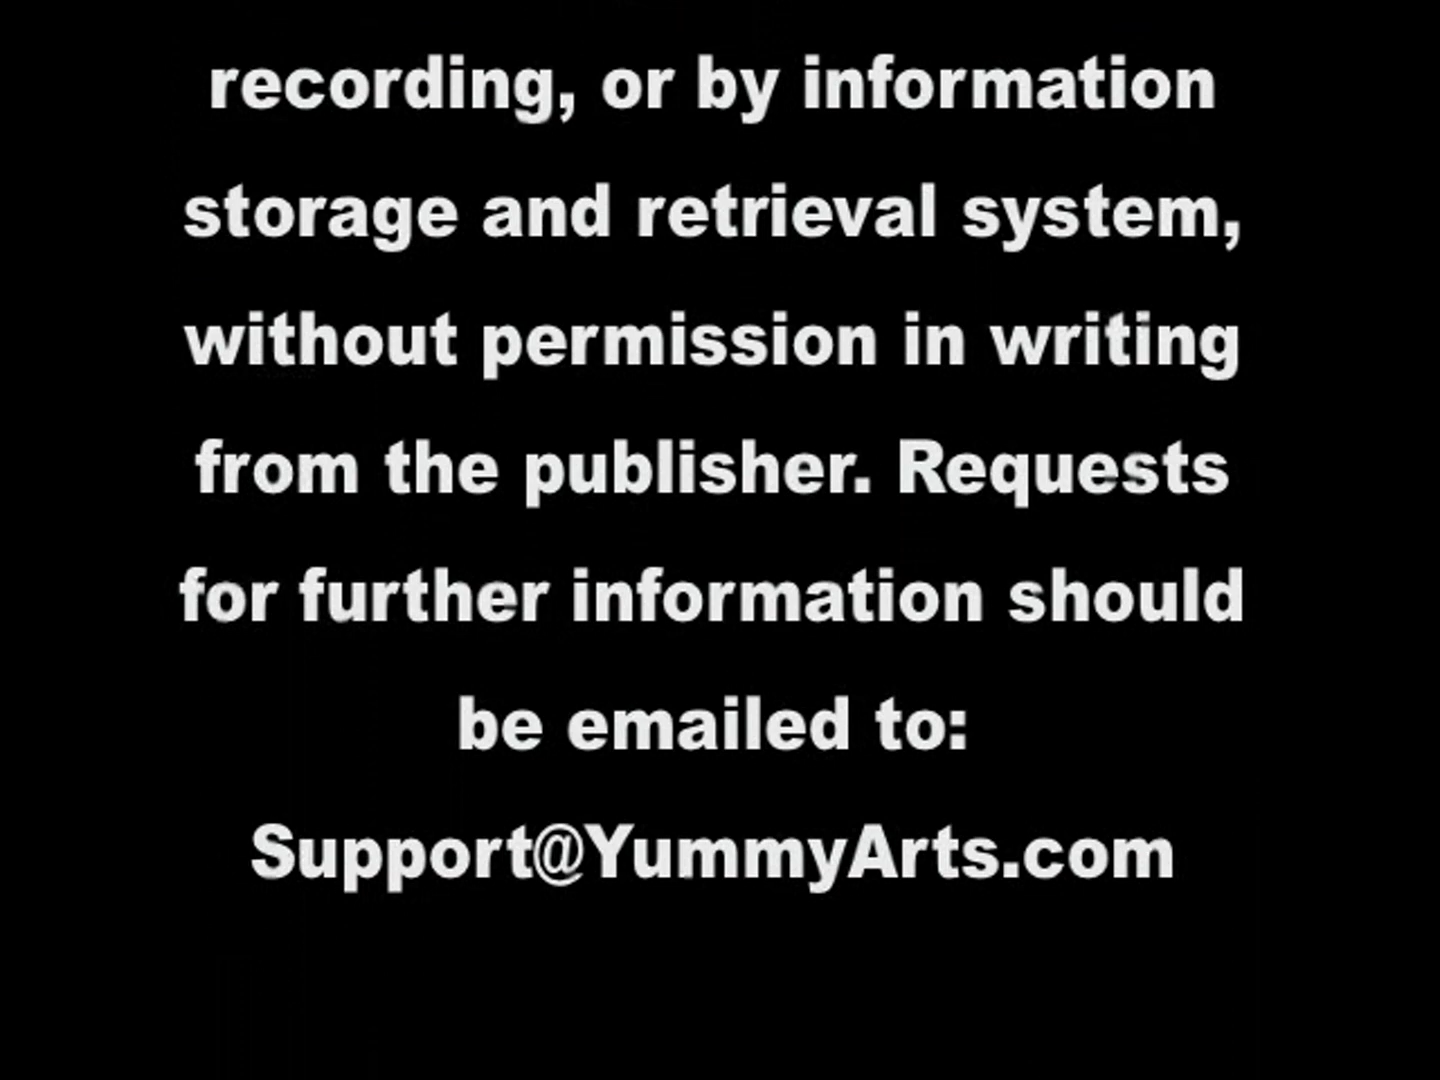 recording, or by information
storage and retrieval system,
without permission in writing
from the publisher. Requests
for further information should
be emailed to:
Support@YummyArts.com